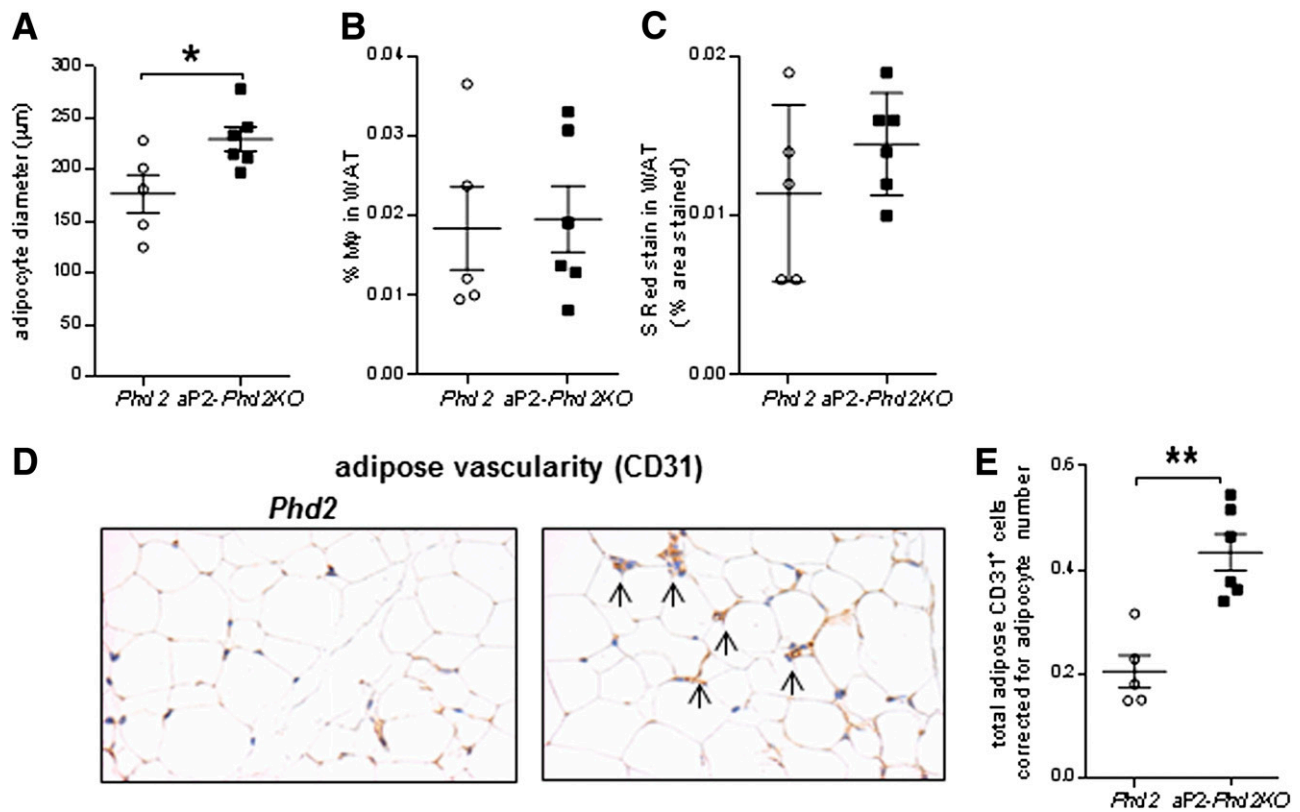 A
*
adipocyte diameter (µm)
300
250
200
150
100
50
0
Phd2 aP2-Phd2KO
B
% Mφ in WAT
0.04
0.03
0.02
0.01
0.00
Phd2 aP2-Phd2KO
C
S Red stain in WAT
(% area stained)
0.02
0.01
0.00
Phd2 aP2-Phd2KO
D
adipose vascularity (CD31)
Phd2
E
**
total adipose CD31+ cells
corrected for adipocyte number
0.6
0.4
0.2
0.0
Phd2 aP2-Phd2KO